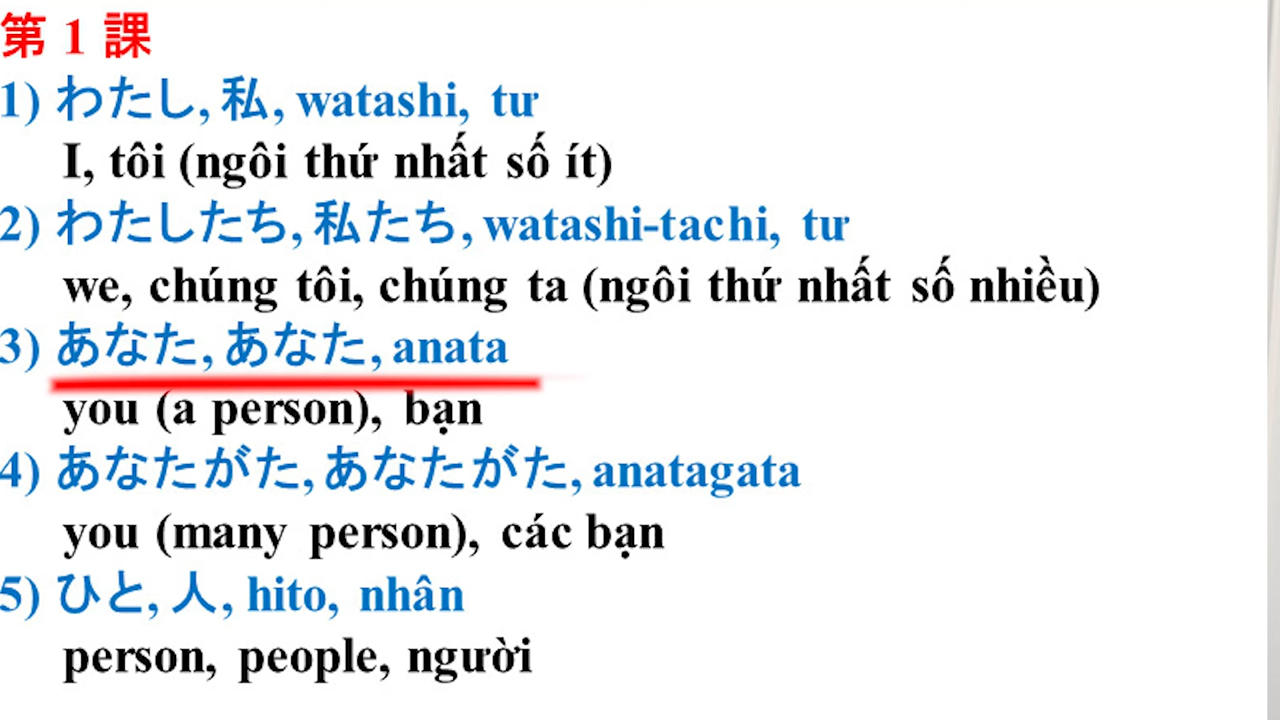 第 1 課
1) わたし, 私, watashi, tư
I, tôi (ngôi thứ nhất số ít)
2) わたしたち, 私たち, watashi-tachi, tư
we, chúng tôi, chúng ta (ngôi thứ nhất số nhiều)
3) あなた, あなた, anata
you (a person), bạn
4) あなたがた, あなたがた, anatagata
you (many person), các bạn
5) ひと, 人, hito, nhân
person, people, người